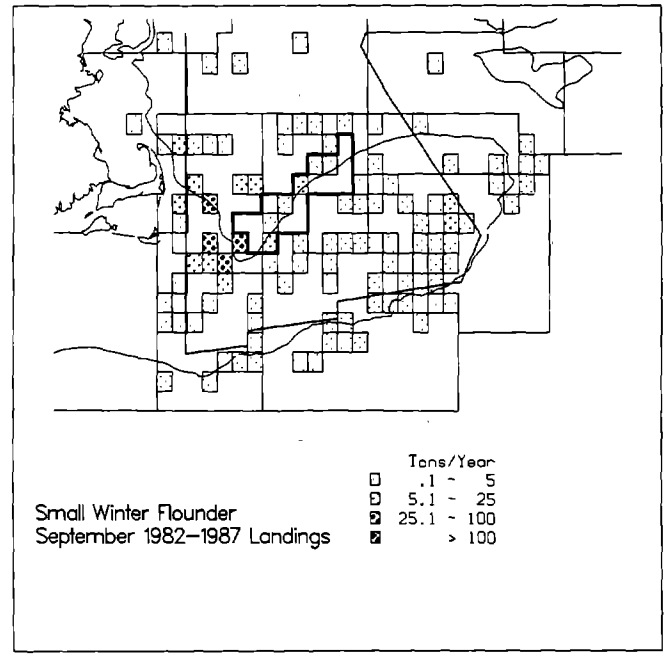 Tons/Year
.1 - 5
5.1 - 25
25.1 - 100
> 100
Small Winter Flounder
September 1982-1987 Landings